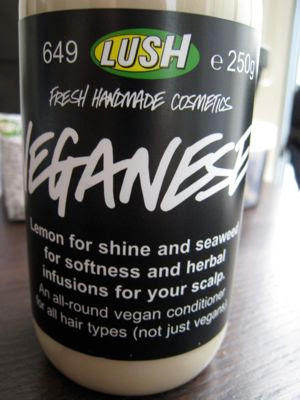 649 LUSH e 250g
FRESH HANDMADE COSMETICS
VEGANESE
Lemon for shine and seaweed
for softness and herbal
infusions for your scalp.
An all-round vegan conditioner
for all hair types (not just vegans)